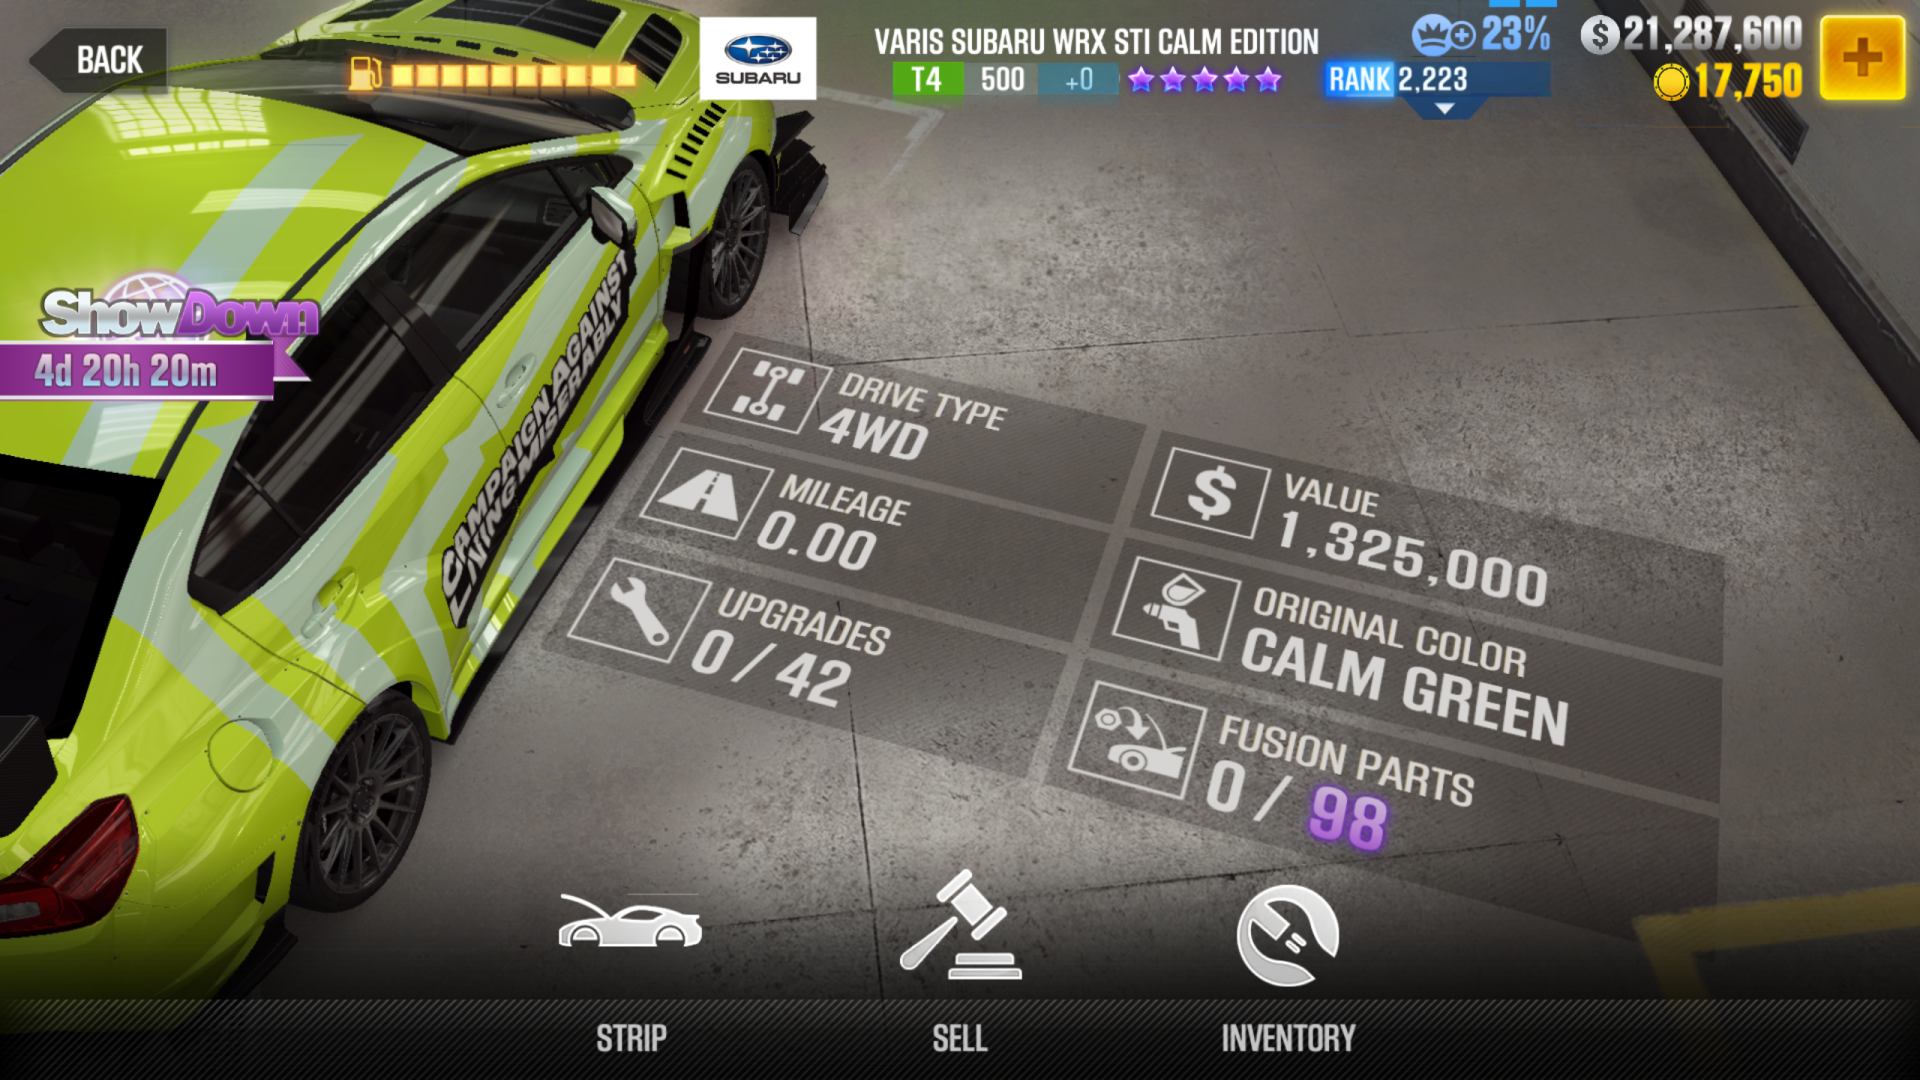 BACK
SUBARU
VARIS SUBARU WRX STI CALM EDITION
T4 500 +0
RANK 2,223
23%
21,287,600
17,750
ShowDown
4d 20h 20m
CAMPAIGN AGAINST
LIVING MISERABLY
DRIVE TYPE
4WD
MILEAGE
0.00
UPGRADES
0 / 42
VALUE
1,325,000
ORIGINAL COLOR
CALM GREEN
FUSION PARTS
0 / 98
STRIP
SELL
INVENTORY